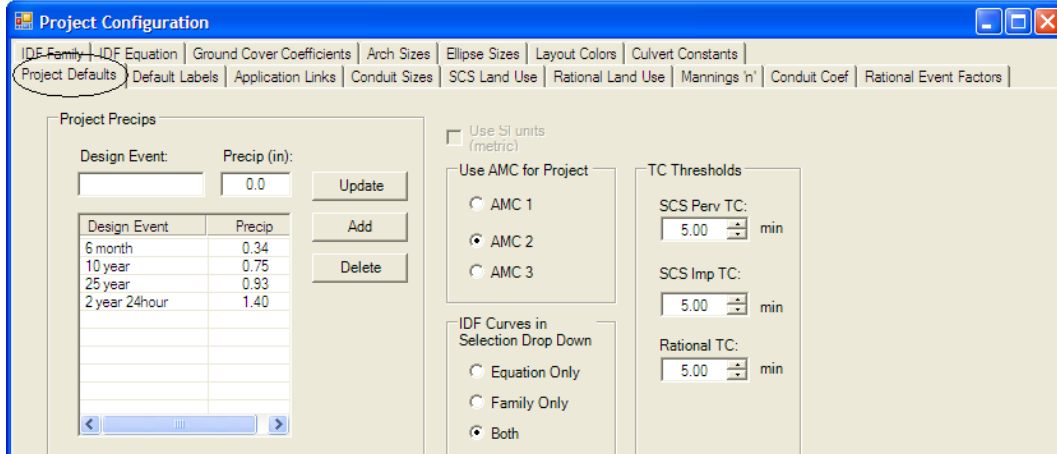 Project Configuration
IDF Family IDF Equation Ground Cover Coefficients Arch Sizes Ellipse Sizes Layout Colors Culvert Constants
Project Defaults Default Labels Application Links Conduit Sizes SCS Land Use Rational Land Use Mannings 'n' Conduit Coef Rational Event Factors
Project Precips
Design Event: Precip (in):
0.0
Update
Design Event Precip
6 month 0.34
10 year 0.75
25 year 0.93
2 year 24hour 1.40
Add
Delete
Use SI units
(metric)
Use AMC for Project
AMC 1
AMC 2
AMC 3
IDF Curves in
Selection Drop Down
Equation Only
Family Only
Both
TC Thresholds
SCS Perv TC:
5.00 min
SCS Imp TC:
5.00 min
Rational TC:
5.00 min